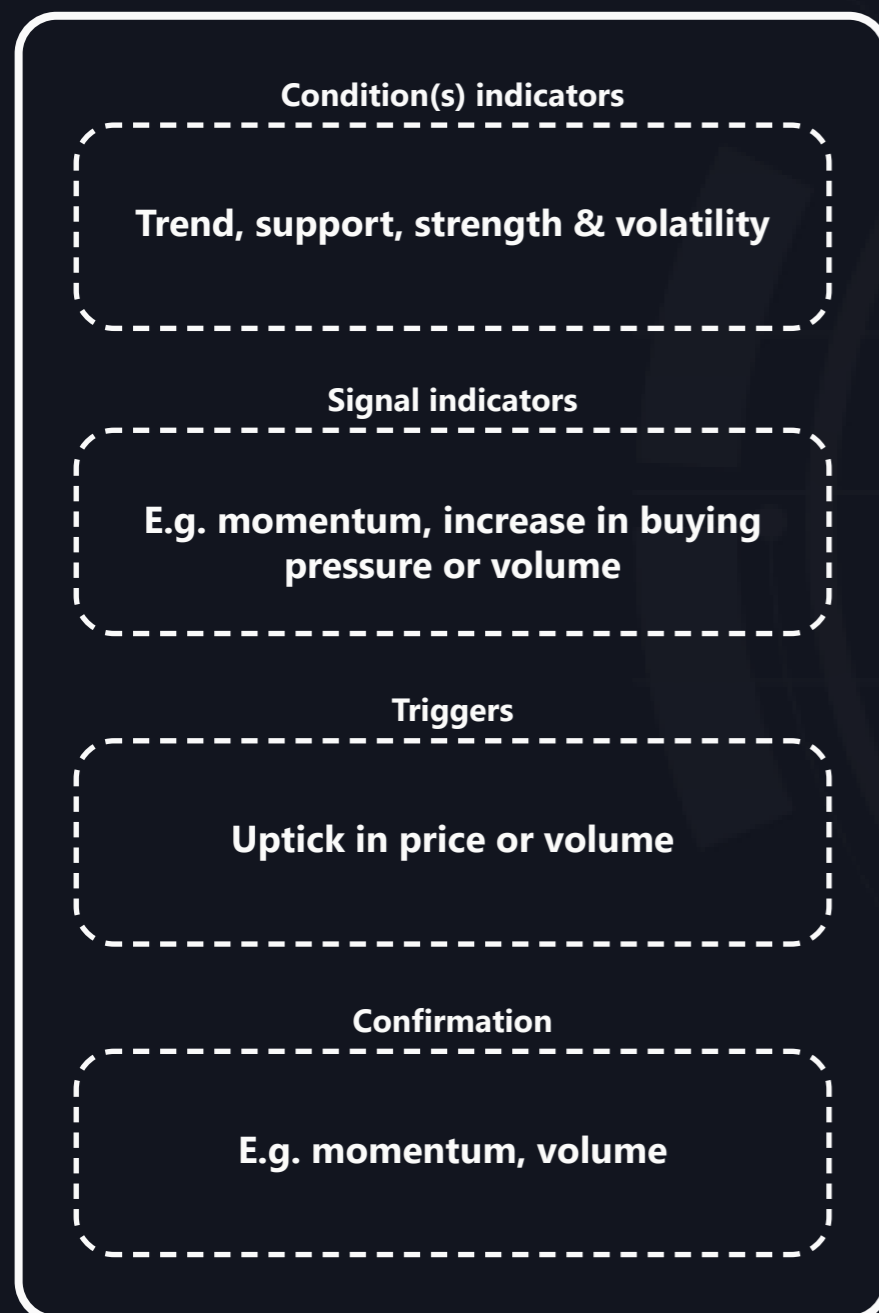 Condition(s) indicators
Trend, support, strength & volatility
Signal indicators
E.g. momentum, increase in buying
pressure or volume
Triggers
Uptick in price or volume
Confirmation
E.g. momentum, volume